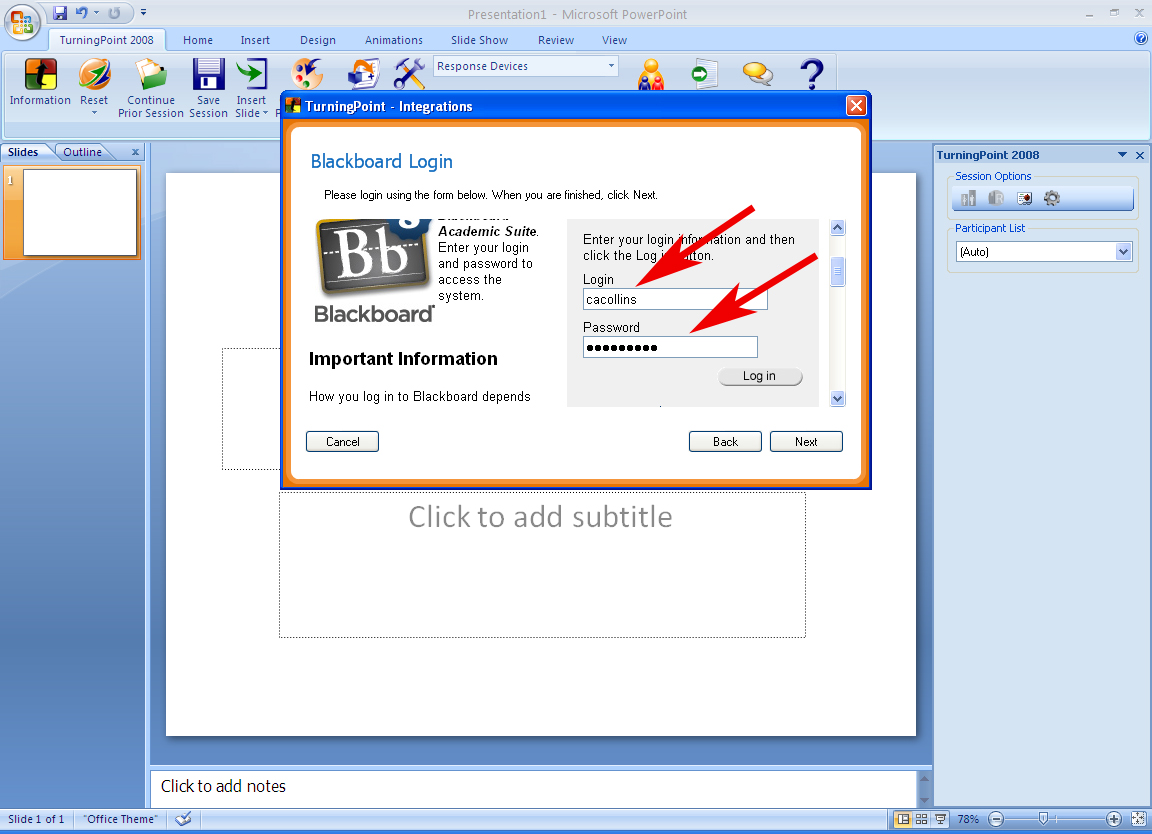 Presentation1 - Microsoft PowerPoint
TurningPoint 2008 Home Insert Design Animations Slide Show Review View
Response Devices
Information Reset Continue Prior Session Save Session Insert Slide
TurningPoint - Integrations
Slides Outline
1
Blackboard Login
Please login using the form below. When you are finished, click Next.
Academic Suite.
Enter your login
and password to
access the
system.
Bb
Blackboard
Important Information
How you log in to Blackboard depends
Enter your login information and then
click the Log in button.
Login
cacollins
Password
●●●●●●●●●
Log in
Cancel Back Next
TurningPoint 2008
Session Options
Participant List
(Auto)
Click to add subtitle
Click to add notes
Slide 1 of 1 "Office Theme" 78%